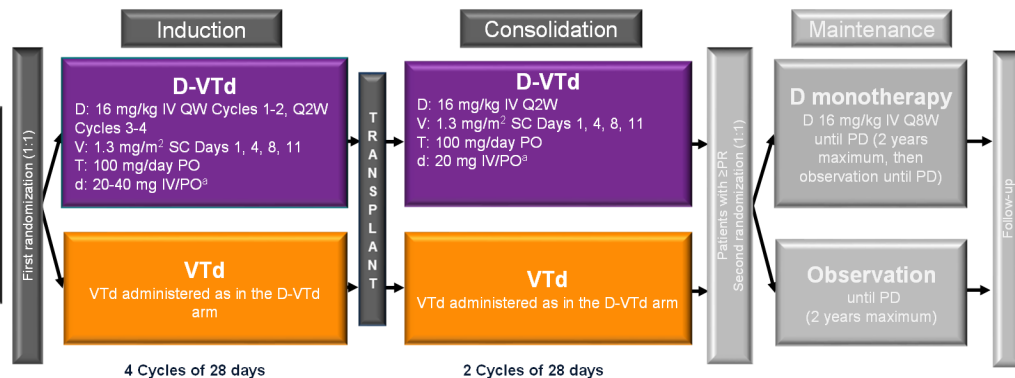 Induction
Consolidation
Maintenance
First randomization (1:1)
D-VTd
D: 16 mg/kg IV QW Cycles 1-2, Q2W
Cycles 3-4
V: 1.3 mg/m² SC Days 1, 4, 8, 11
T: 100 mg/day PO
d: 20-40 mg IV/POᵃ
VTd
VTd administered as in the D-VTd
arm
4 Cycles of 28 days
TRANSPLANT
D-VTd
D: 16 mg/kg IV Q2W
V: 1.3 mg/m² SC Days 1, 4, 8, 11
T: 100 mg/day PO
d: 20 mg IV/POᵃ
VTd
VTd administered as in the D-VTd arm
2 Cycles of 28 days
Patients with ≥PR
Second randomization (1:1)
D monotherapy
D 16 mg/kg IV Q8W
until PD (2 years
maximum, then
observation until PD)
Observation
until PD
(2 years maximum)
Follow-up